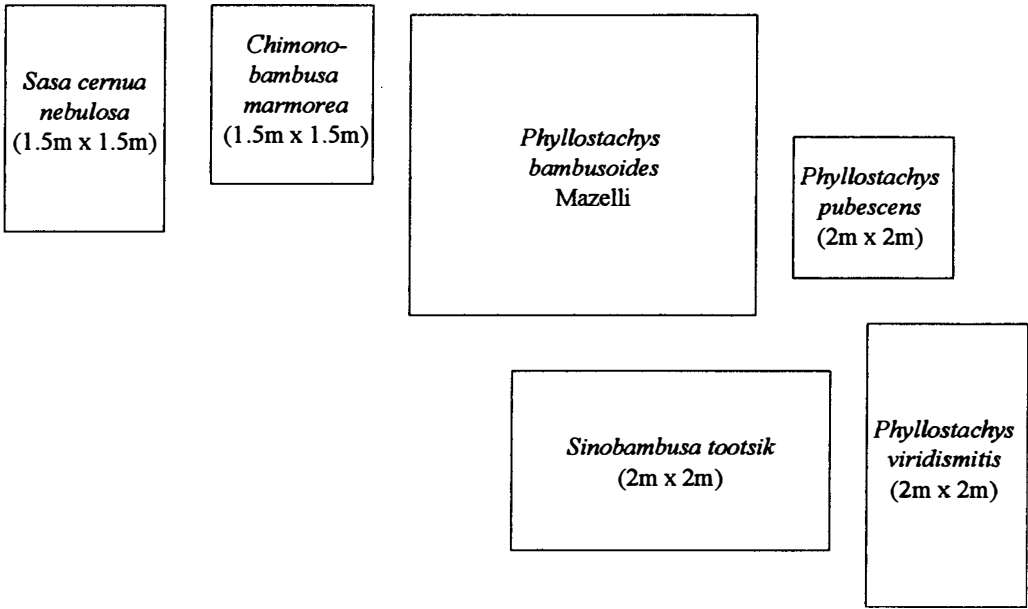 Sasa cernua
nebulosa
(1.5m x 1.5m)
Chimono-
bambusa
marmorea
(1.5m x 1.5m)
Phyllostachys
bambusoides
Mazelli
Phyllostachys
pubescens
(2m x 2m)
Sinobambusa tootsik
(2m x 2m)
Phyllostachys
viridismitis
(2m x 2m)